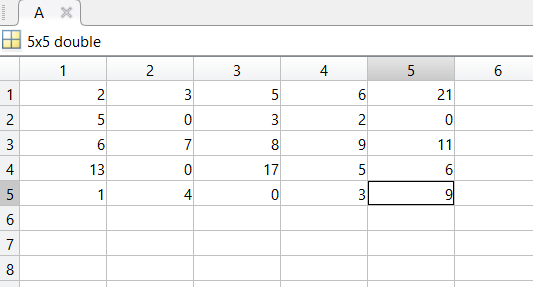 A
5x5 double
1 2 3 4 5 6
1 2 3 5 6 21
2 5 0 3 2 0
3 6 7 8 9 11
4 13 0 17 5 6
5 1 4 0 3 9
6
7
8